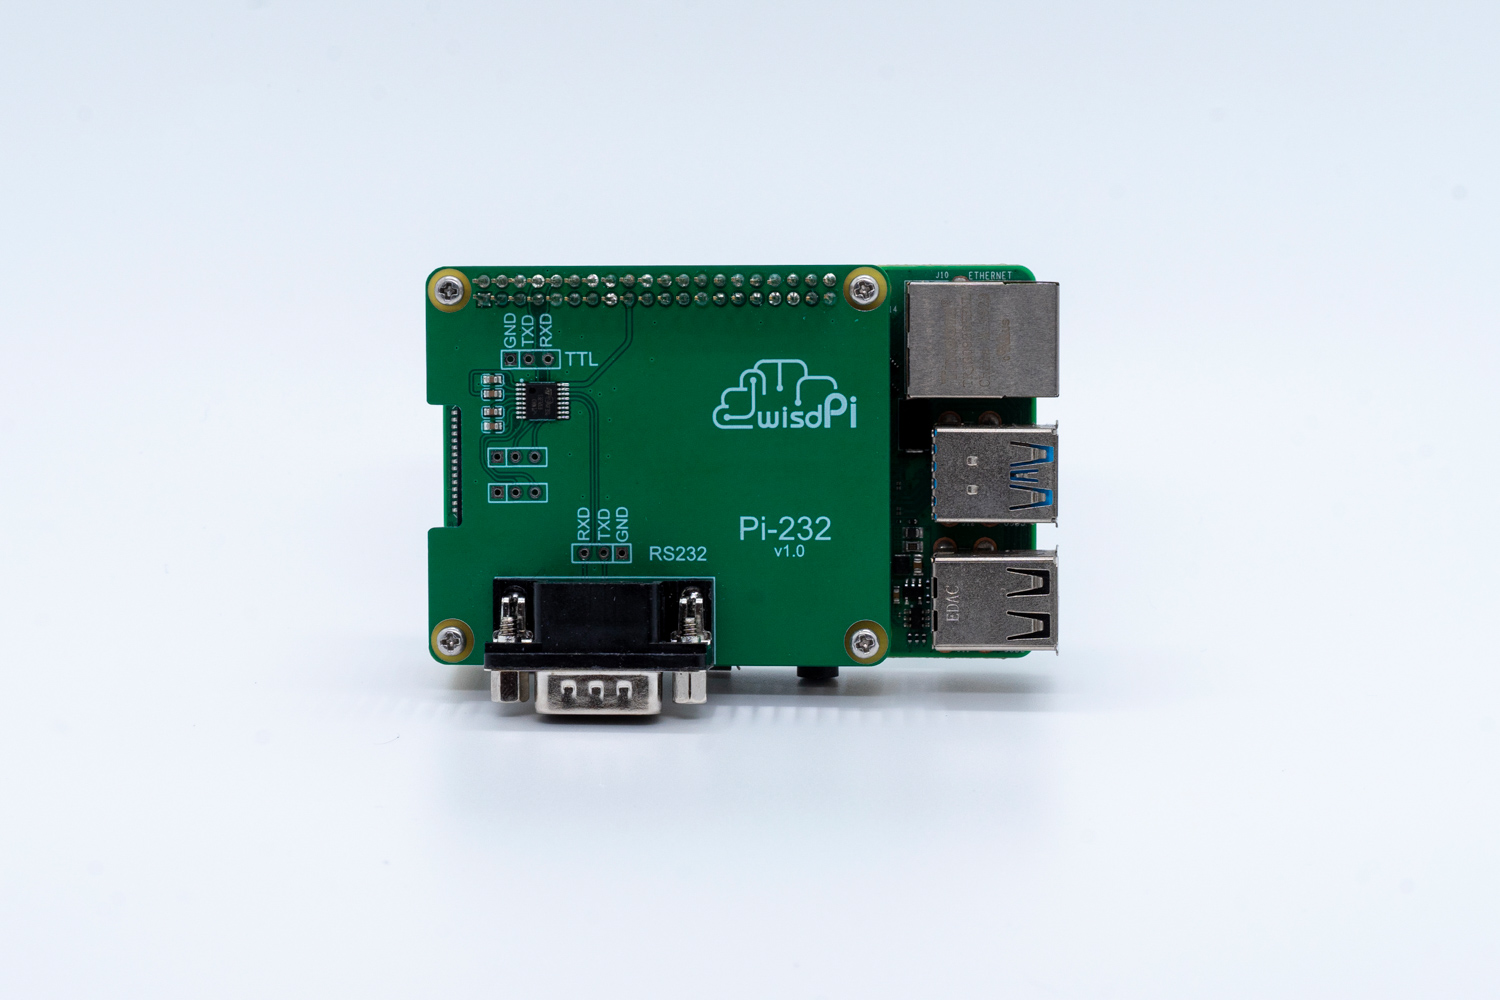 J10 ETHERNET
GND
TXD
RXD
TTL
wisdPi
Pi-232
v1.0
RXD
TXD
GND
RS232
EDAC